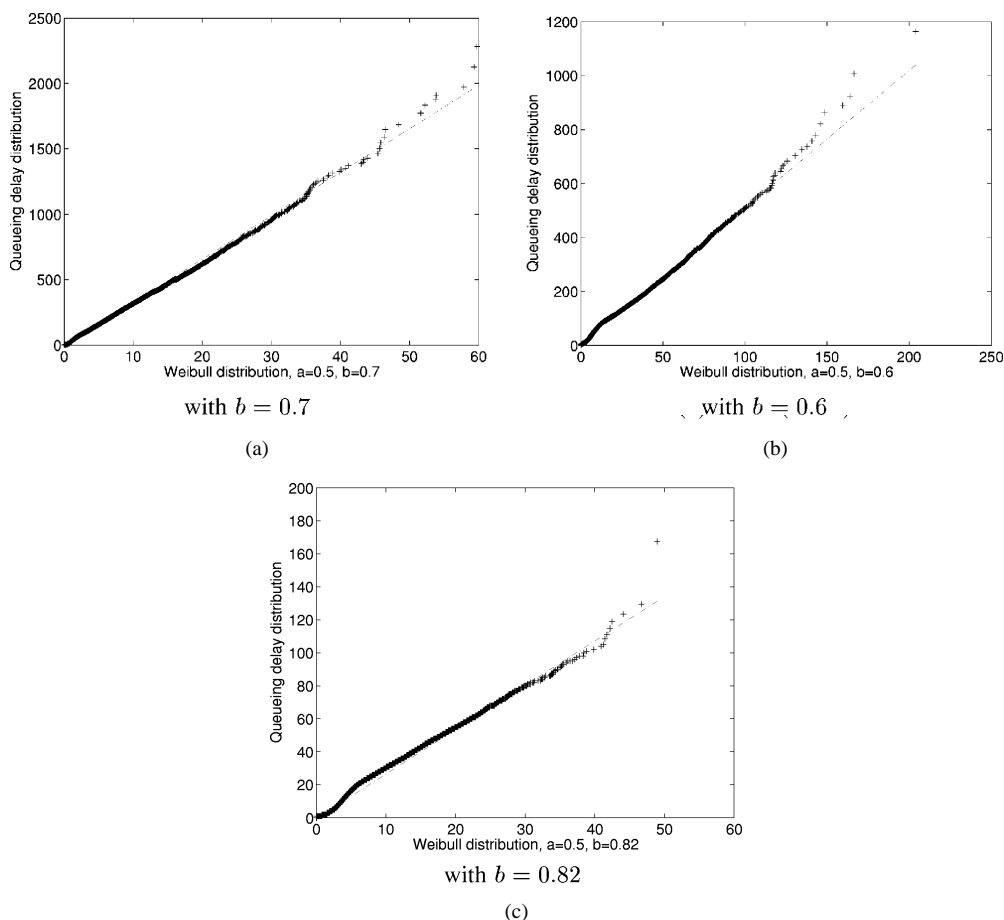 2500
2000
1500
1000
500
0
0 10 20 30 40 50 60
Queueing delay distribution
Weibull distribution, a=0.5, b=0.7
with b = 0.7
(a)
1200
1000
800
600
400
200
0
0 50 100 150 200 250
Queueing delay distribution
Weibull distribution, a=0.5, b=0.6
with b = 0.6
(b)
200
180
160
140
120
100
80
60
40
20
0
0 10 20 30 40 50 60
Queueing delay distribution
Weibull distribution, a=0.5, b=0.82
with b = 0.82
(c)